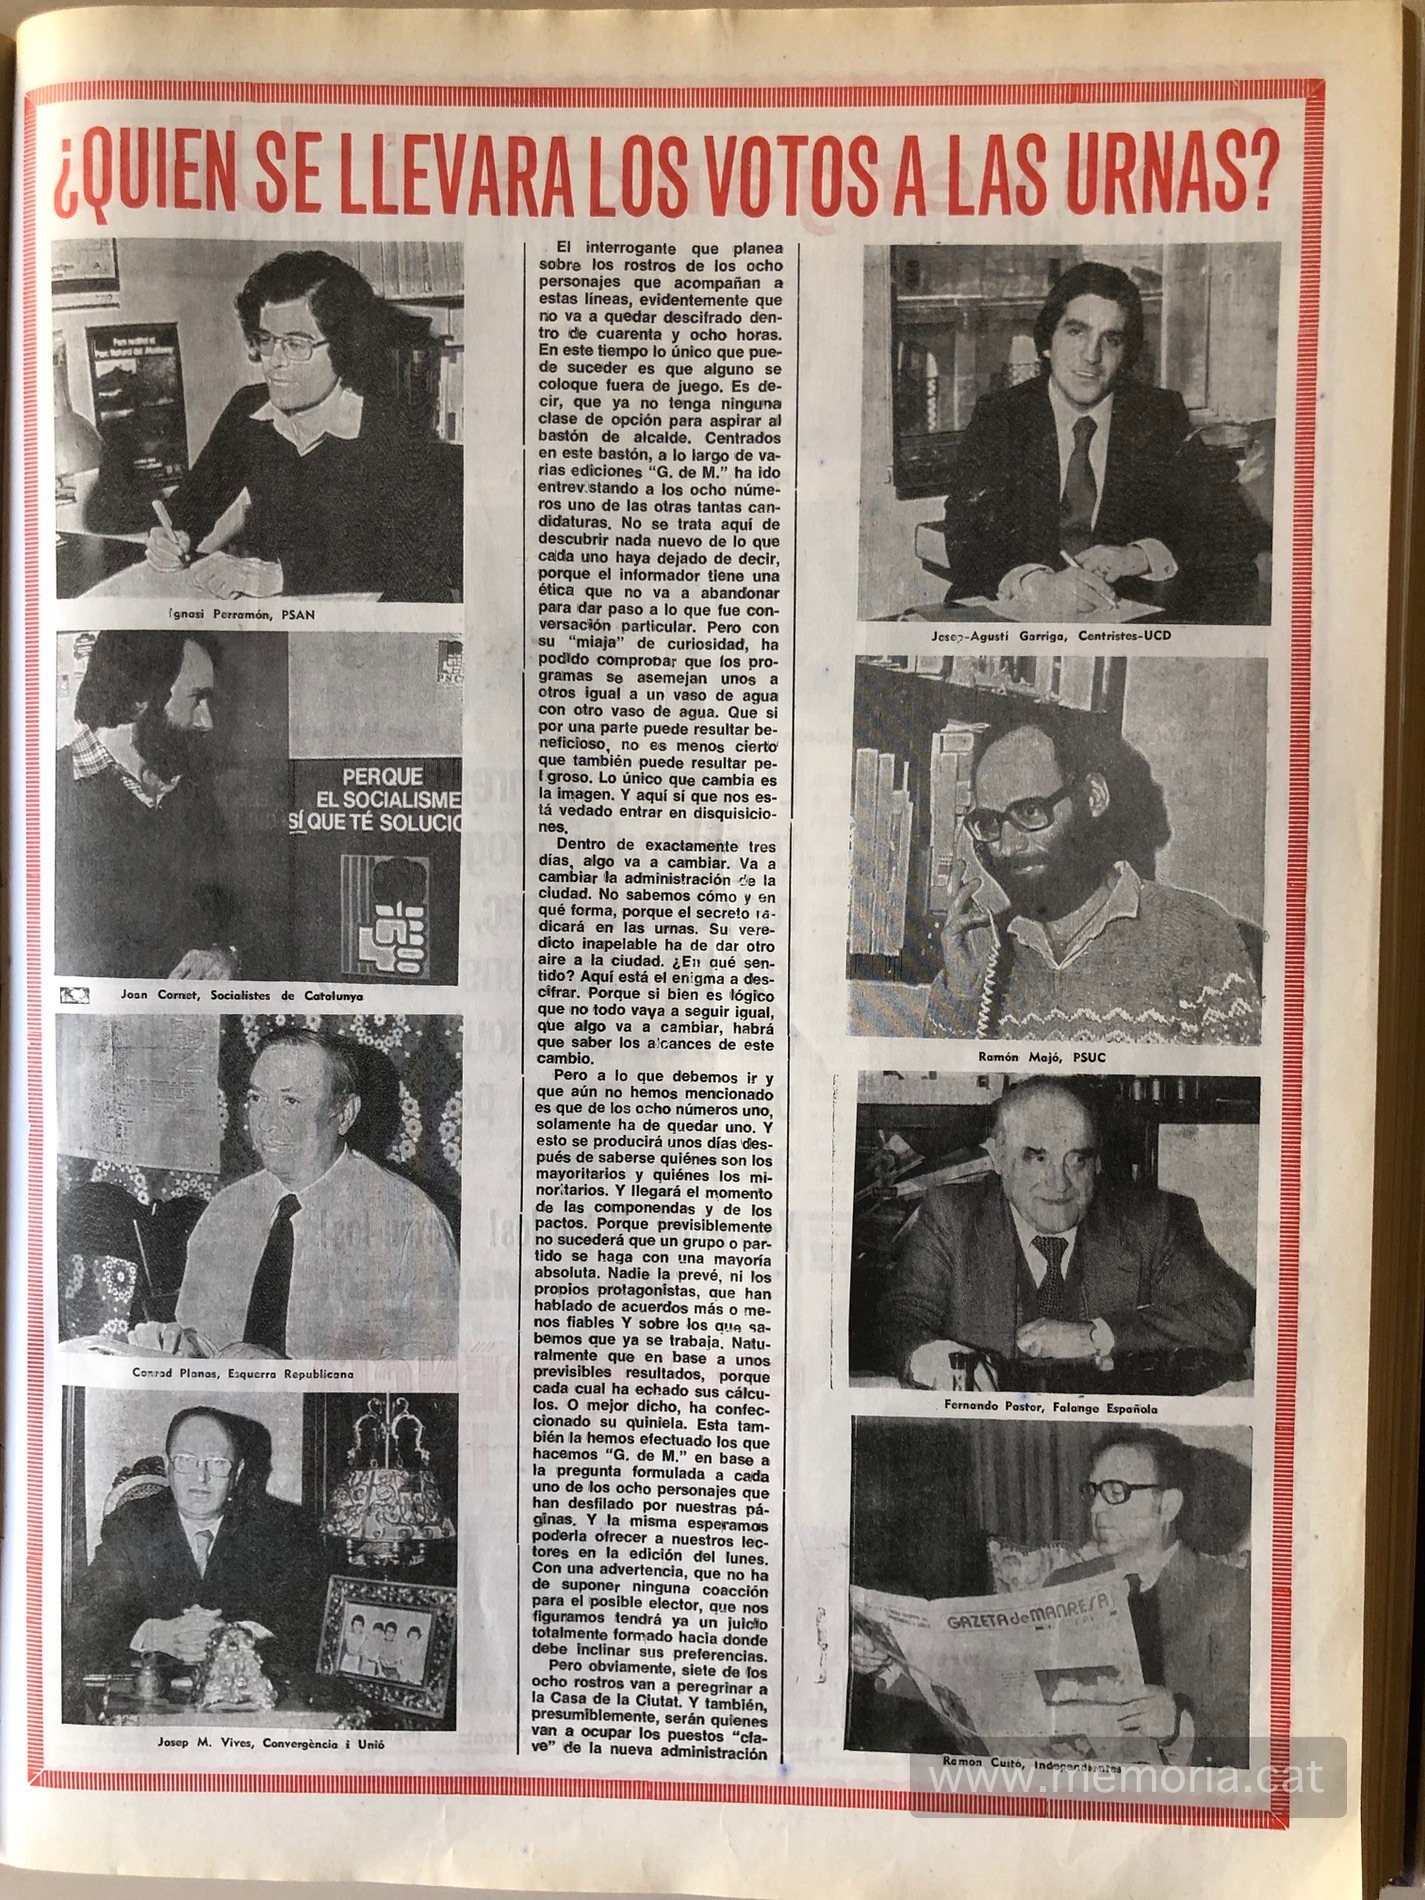 ¿QUIEN SE LLEVARA LOS VOTOS A LAS URNAS?
Ignasi Perramón, PSAN
PERQUE
EL SOCIALISME
SÍ QUE TÉ SOLUCIO
Joan Cornet, Socialistes de Catalunya
Conrad Planas, Esquerra Republicana
Josep M. Vives, Convergència i Unió
El interrogante que planea
sobre los rostros de los ocho
personajes que acompañan a
estas líneas, evidentemente que
no va a quedar descifrado den-
tro de cuarenta y ocho horas.
En este tiempo lo único que pue-
de suceder es que alguno se
coloque fuera de juego. Es de-
cir, que ya no tenga ninguna
clase de opción para aspirar al
bastón de alcalde. Centrados
en este bastón, a lo largo de va-
rias ediciones "G. de M." ha ido
entrevistando a los ocho núme-
ros uno de las otras tantas can-
didaturas. No se trata aquí de
descubrir nada nuevo de lo que
cada uno haya dejado de decir,
porque el informador tiene una
ética que no va a abandonar
para dar paso a lo que fue con-
versación particular. Pero con
su "miaja" de curiosidad, ha
podido comprobar que los pro-
gramas se asemejan unos a
otros igual a un vaso de agua
con otro vaso de agua. Que si
por una parte puede resultar be-
neficioso, no es menos cierto
que también puede resultar pe-
ligroso. Lo único que cambia es
la imagen. Y aquí sí que nos es-
tá vedado entrar en disquisicio-
nes.
Dentro de exactamente tres
días, algo va a cambiar. Va a
cambiar la administración de la
ciudad. No sabemos cómo y en
qué forma, porque el secreto ra-
dicará en las urnas. Su vere-
dicto inapelable ha de dar otro
aire a la ciudad. ¿En qué sen-
tido? Aquí está el enigma a des-
cifrar. Porque si bien es lógico
que no todo vaya a seguir igual,
que algo va a cambiar, habrá
que saber los alcances de este
cambio.
Pero a lo que debemos ir y
que aún no hemos mencionado
es que de los ocho números uno,
solamente ha de quedar uno. Y
esto se producirá unos días des-
pués de saberse quiénes son los
mayoritarios y quiénes los mi-
noritarios. Y llegará el momento
de las componendas y de los
pactos. Porque previsiblemente
no sucederá que un grupo o par-
tido se haga con una mayoría
absoluta. Nadie la prevé, ni los
propios protagonistas, que han
hablado de acuerdos más o me-
nos fiables Y sobre los que sa-
bemos que ya se trabaja. Natu-
ralmente que en base a unos
previsibles resultados, porque
cada cual ha echado sus cálcu-
los. O mejor dicho, ha confec-
cionado su quiniela. Esta tam-
bién la hemos efectuado los que
hacemos "G. de M." en base a
la pregunta formulada a cada
uno de los ocho personajes que
han desfilado por nuestras pá-
ginas. Y la misma esperamos
poderla ofrecer a nuestros lec-
tores en la edición del lunes.
Con una advertencia, que no ha
de suponer ninguna coacción
para el posible elector, que nos
figuramos tendrá ya un juicio
totalmente formado hacia donde
debe inclinar sus preferencias.
Pero obviamente, siete de los
ocho rostros van a peregrinar a
la Casa de la Ciutat. Y también,
presumiblemente, serán quienes
van a ocupar los puestos "cla-
ve" de la nueva administración
Josep-Agustí Garriga, Centristes-UCD
Ramón Majó, PSUC
Fernando Pastor, Falange Española
GAZETA de MANRESA
Ramon Cuitó, Independientes
www.memoria.cat